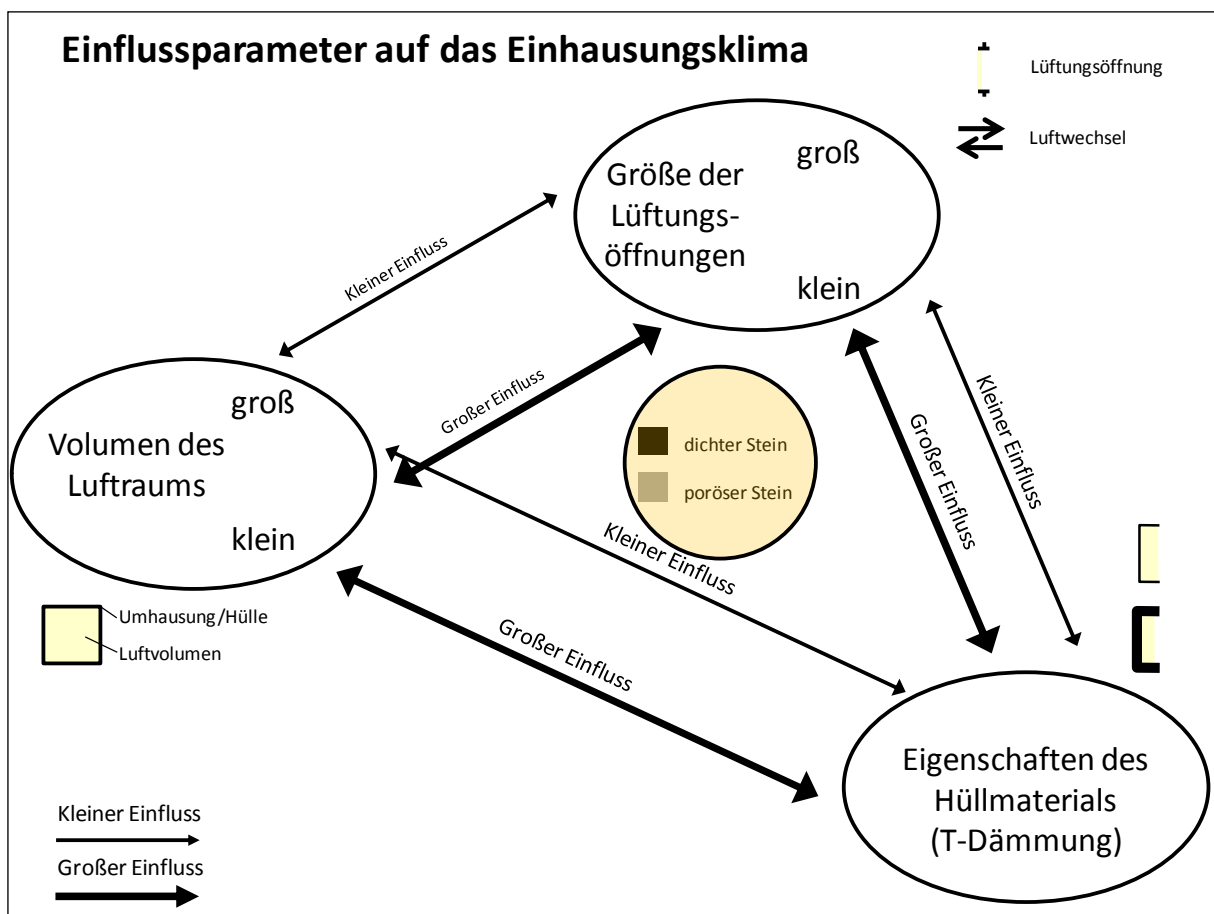 Einflussparameter auf das Einhausungsklima
Lüftungsöffnung
Luftwechsel
groß
Größe der
Lüftungs-
öffnungen
klein
Kleiner Einfluss
Großer Einfluss
groß
Volumen des
Luftraums
klein
dichter Stein
poröser Stein
Großer Einfluss
Kleiner Einfluss
Kleiner Einfluss
Großer Einfluss
Umhausung/Hülle
Luftvolumen
Eigenschaften des
Hüllmaterials
(T-Dämmung)
Kleiner Einfluss
Großer Einfluss